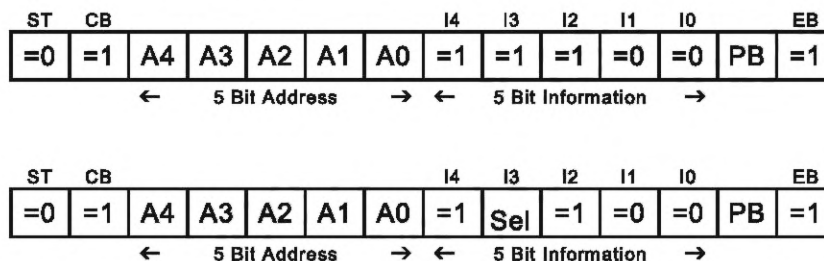 ST CB I4 I3 I2 I1 I0 EB
=0 =1 A4 A3 A2 A1 A0 =1 =1 =1 =0 =0 PB =1
← 5 Bit Address → ← 5 Bit Information →
ST CB I4 I3 I2 I1 I0 EB
=0 =1 A4 A3 A2 A1 A0 =1 Sel =1 =0 =0 PB =1
← 5 Bit Address → ← 5 Bit Information →